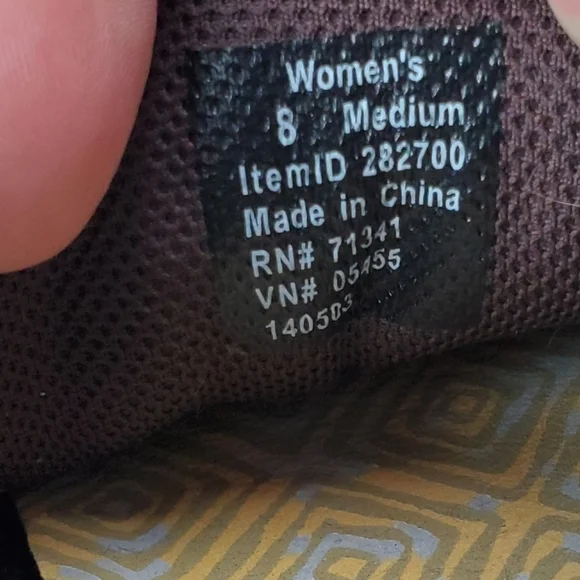 Women's
8 Medium
ItemID 282700
Made in China
RN# 71341
VN# 05455
140503